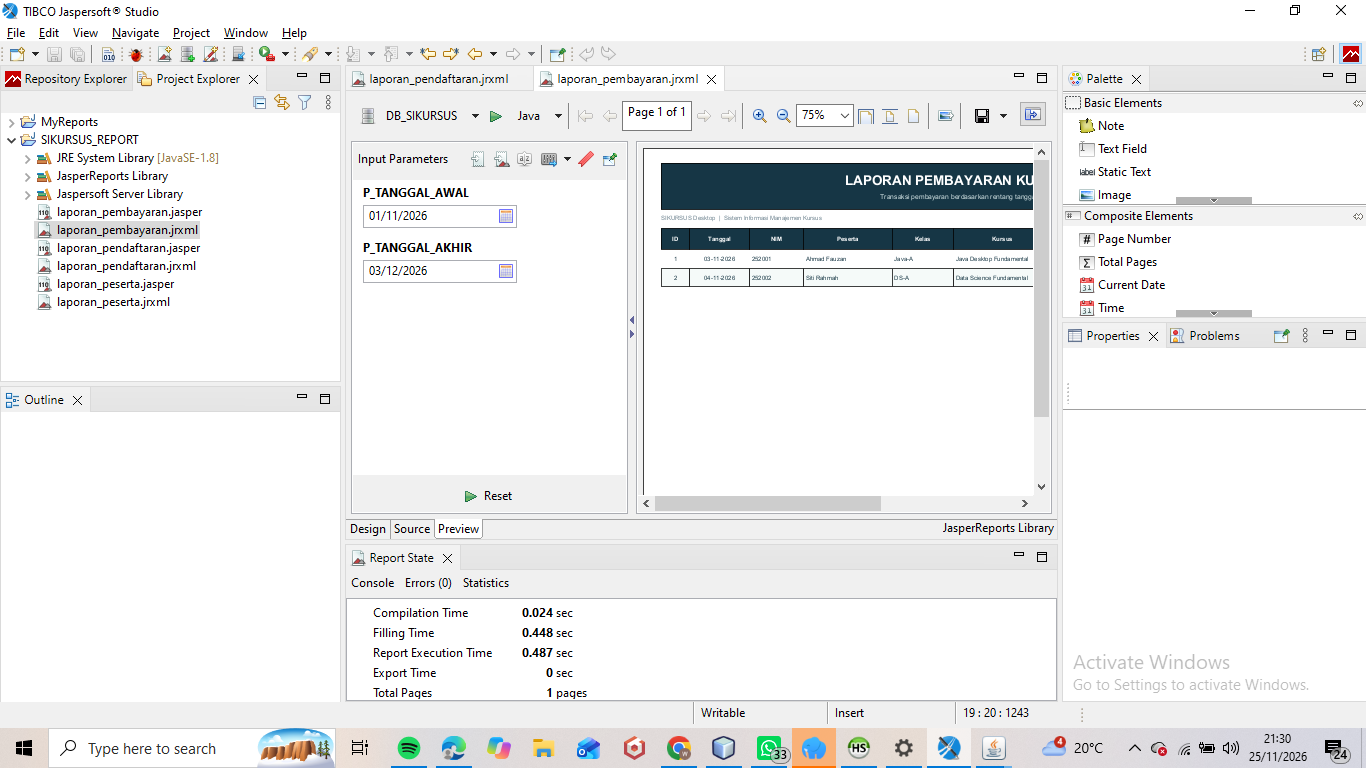 TIBCO Jaspersoft® Studio
File Edit View Navigate Project Window Help
Repository Explorer Project Explorer
MyReports
SIKURSUS_REPORT
JRE System Library [JavaSE-1.8]
JasperReports Library
Jaspersoft Server Library
laporan_pembayaran.jasper
laporan_pembayaran.jrxml
laporan_pendaftaran.jasper
laporan_pendaftaran.jrxml
laporan_peserta.jasper
laporan_peserta.jrxml
Outline
laporan_pendaftaran.jrxml laporan_pembayaran.jrxml
DB_SIKURSUS Java Page 1 of 1 75%
Input Parameters
P_TANGGAL_AWAL
01/11/2026
P_TANGGAL_AKHIR
03/12/2026
Reset
LAPORAN PEMBAYARAN KU
Transaksi pembayaran berdasarkan rentang tangg
SIKURSUS Desktop | Sistem Informasi Manajemen Kursus
ID Tanggal NIM Peserta Kelas Kursus
1 03-11-2026 252001 Ahmad Fauzan Java-A Java Desktop Fundamental
2 04-11-2026 252002 Siti Rahmah DS-A Data Science Fundamental
Design Source Preview
JasperReports Library
Report State
Console Errors (0) Statistics
Compilation Time 0.024 sec
Filling Time 0.448 sec
Report Execution Time 0.487 sec
Export Time 0 sec
Total Pages 1 pages
Palette
Basic Elements
Note
Text Field
Static Text
Image
Composite Elements
Page Number
Total Pages
Current Date
Time
Properties Problems
Activate Windows
Go to Settings to activate Windows.
Writable Insert 19 : 20 : 1243
Type here to search
33
HS
4
20°C
21:30
25/11/2026
24